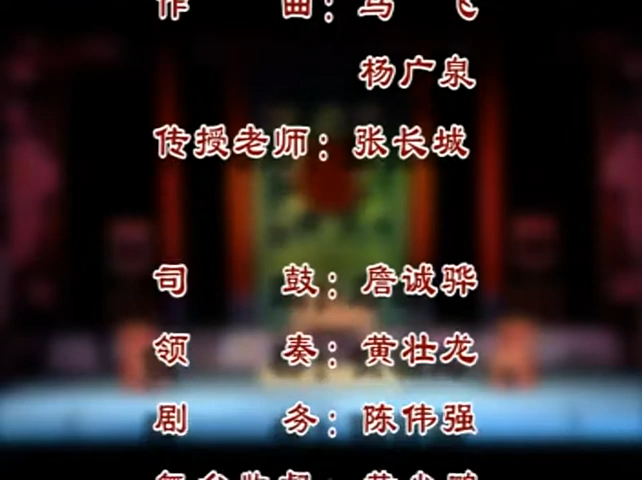 作 曲：马 飞
杨广泉
传授老师：张长城
司 鼓：詹诚骅
领 奏：黄壮龙
剧 务：陈伟强